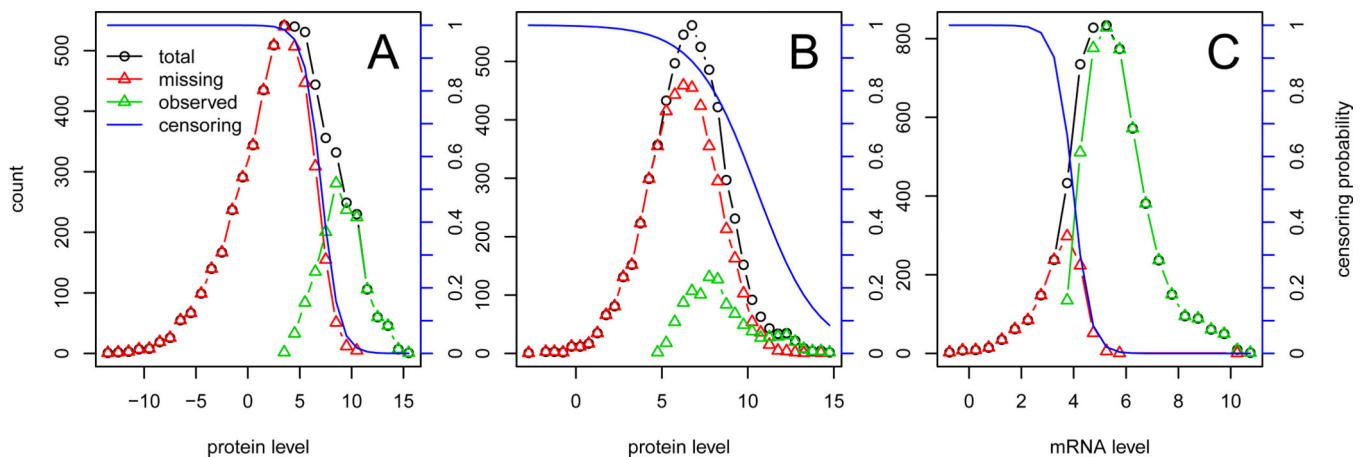 A
B
C
total
missing
observed
censoring
count
0 100 200 300 400 500
0 0.2 0.4 0.6 0.8 1
−10 −5 0 5 10 15
protein level
0 100 200 300 400 500
0 0.2 0.4 0.6 0.8 1
0 5 10 15
protein level
0 200 400 600 800
0 0.2 0.4 0.6 0.8 1
0 2 4 6 8 10
mRNA level
censoring probability